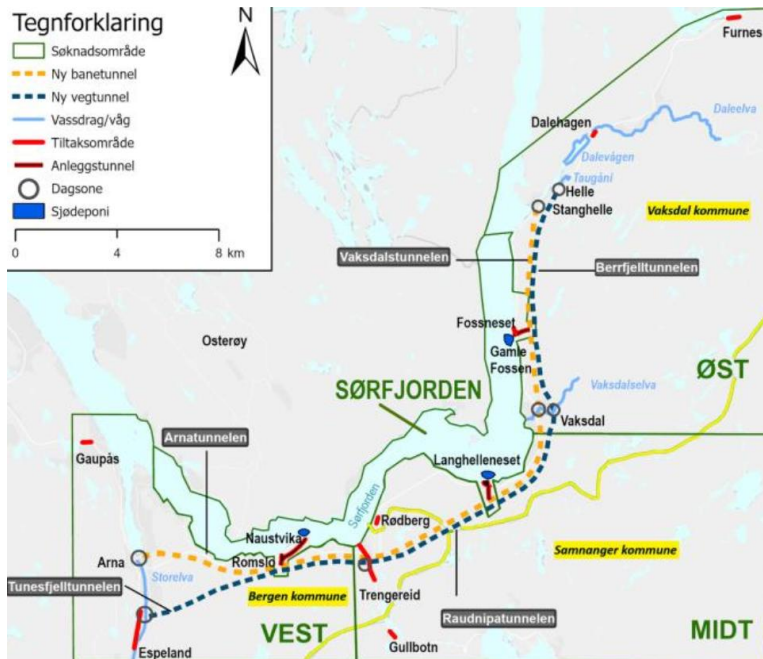 Tegnforklaring
Søknadsområde
Ny banetunnel
Ny vegtunnel
Vassdrag/våg
Tiltaksområde
Anleggstunnel
Dagsone
Sjødeponi
0 4 8 km
N
Furnes
Daleelva
Dalehagen
Dalevågen
Taugåni
Helle
Stanghelle
Vaksdal kommune
Vaksdalstunnelen
Berrfjelltunnelen
Fossneset
Gamle
Fossen
Osterøy
ØST
SØRFJORDEN
Vaksdalselva
Vaksdal
Arnatunnelen
Gaupås
Langhelleneset
Sørfjorden
Rødberg
Naustvika
Romslo
Arna
Storelva
Samnanger kommune
Tunesfjelltunnelen
Bergen kommune
Trengereid
Raudnipatunnelen
VEST
MIDT
Gullbotn
Espeland